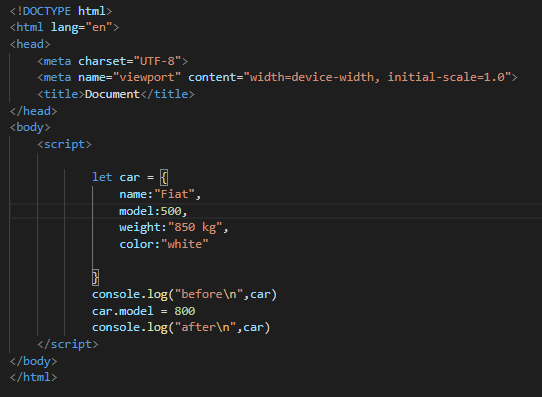 <!DOCTYPE html>
<html lang="en">
<head>
    <meta charset="UTF-8">
    <meta name="viewport" content="width=device-width, initial-scale=1.0">
    <title>Document</title>
</head>
<body>
    <script>
            let car = {
                name:"Fiat",
                model:500,
                weight:"850 kg",
                color:"white"
            }
            console.log("before\n",car)
            car.model = 800
            console.log("after\n",car)
    </script>
</body>
</html>